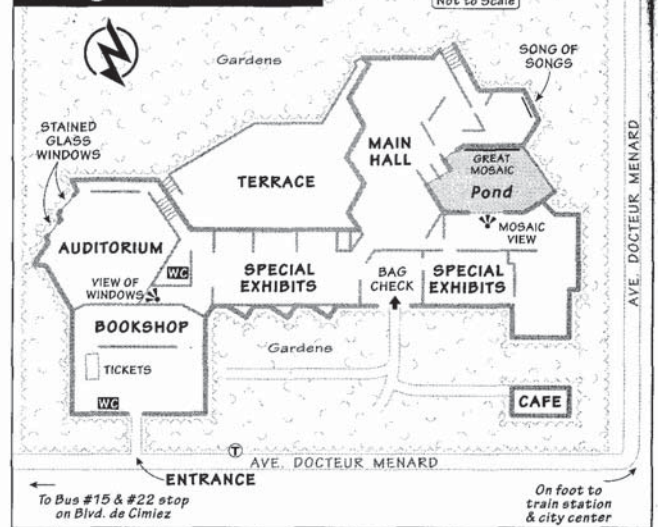 Not to Scale
Gardens
SONG OF
SONGS
STAINED
GLASS
WINDOWS
MAIN
HALL
GREAT
MOSAIC
Pond
TERRACE
MOSAIC
VIEW
AUDITORIUM
WC
SPECIAL
EXHIBITS
BAG
CHECK
SPECIAL
EXHIBITS
VIEW OF
WINDOWS
BOOKSHOP
Gardens
TICKETS
WC
CAFE
AVE. DOCTEUR MENARD
T
AVE. DOCTEUR MENARD
ENTRANCE
To Bus #15 & #22 stop
on Blvd. de Cimiez
On foot to
train station
& city center